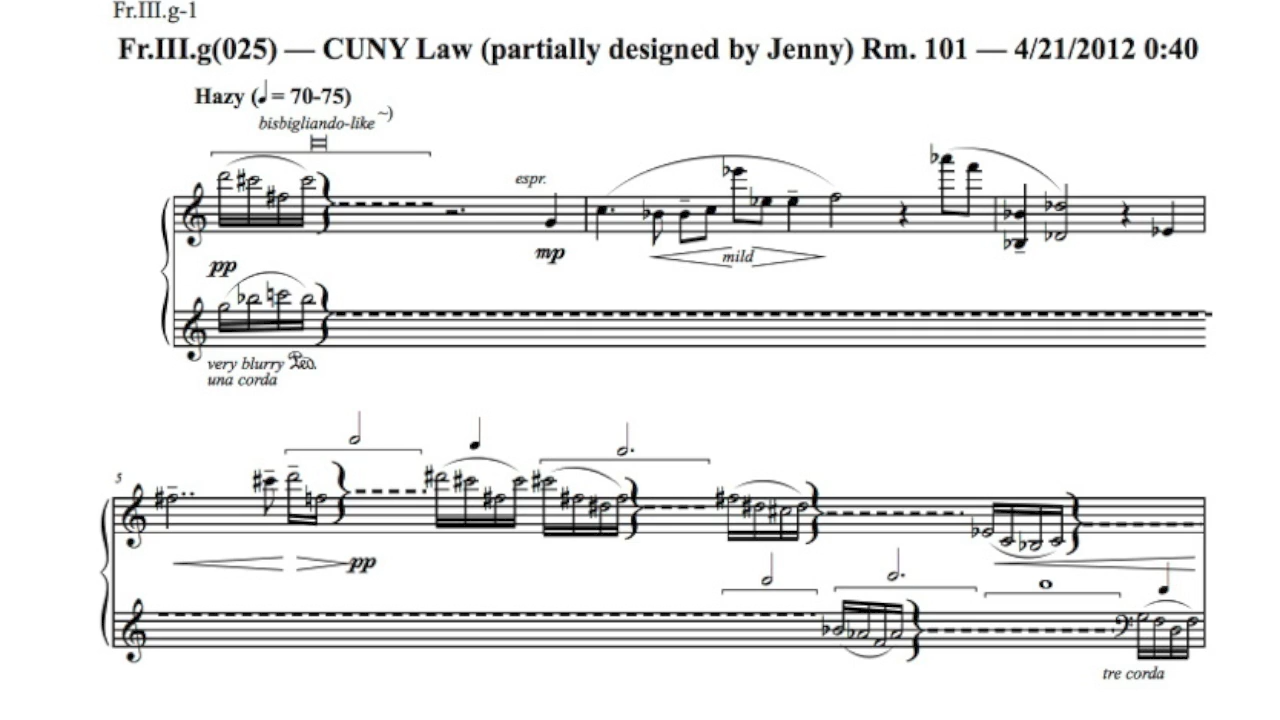 Fr.III.g-1
Fr.III.g(025) — CUNY Law (partially designed by Jenny) Rm. 101 — 4/21/2012 0:40
Hazy (♩= 70-75)
bisbigliando-like ~)
espr.
mp
mild
pp
very blurry Ped.
una corda
5
pp
tre corda